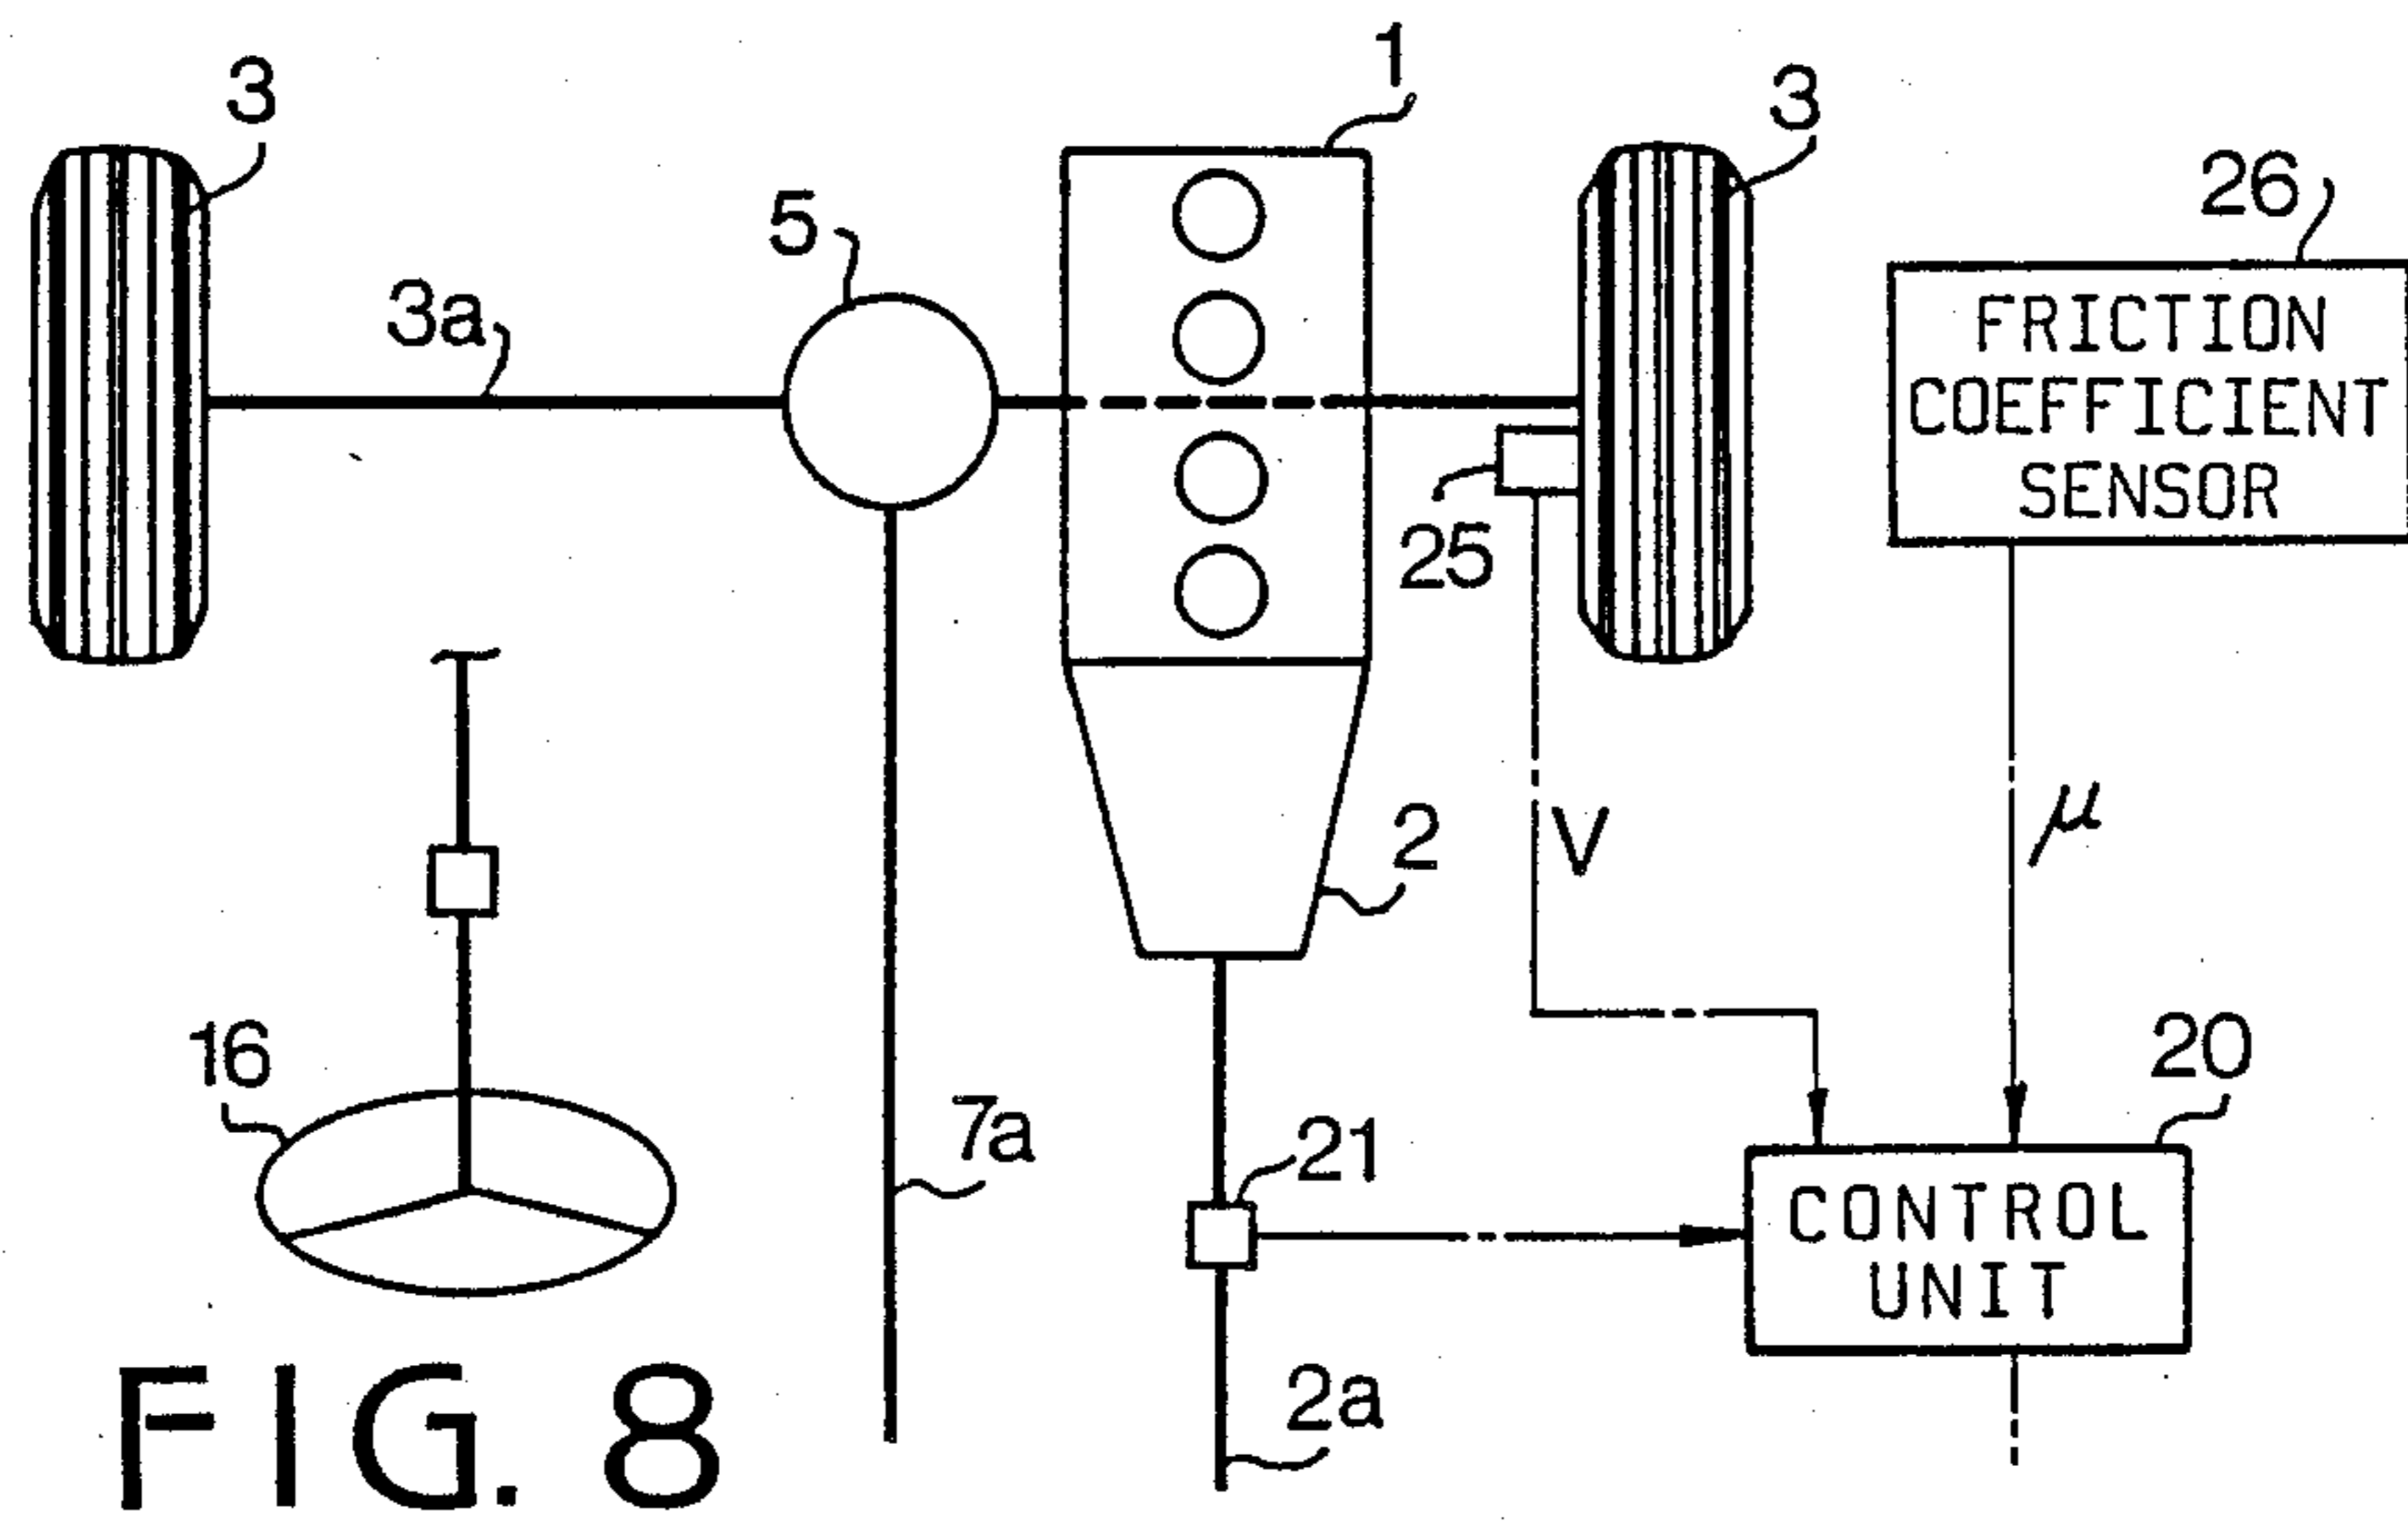 1
3
3
26
5
3a
FRICTION
COEFFICIENT
SENSOR
25
2
V
μ
16
20
7a
21
CONTROL
UNIT
2a
FIG. 8